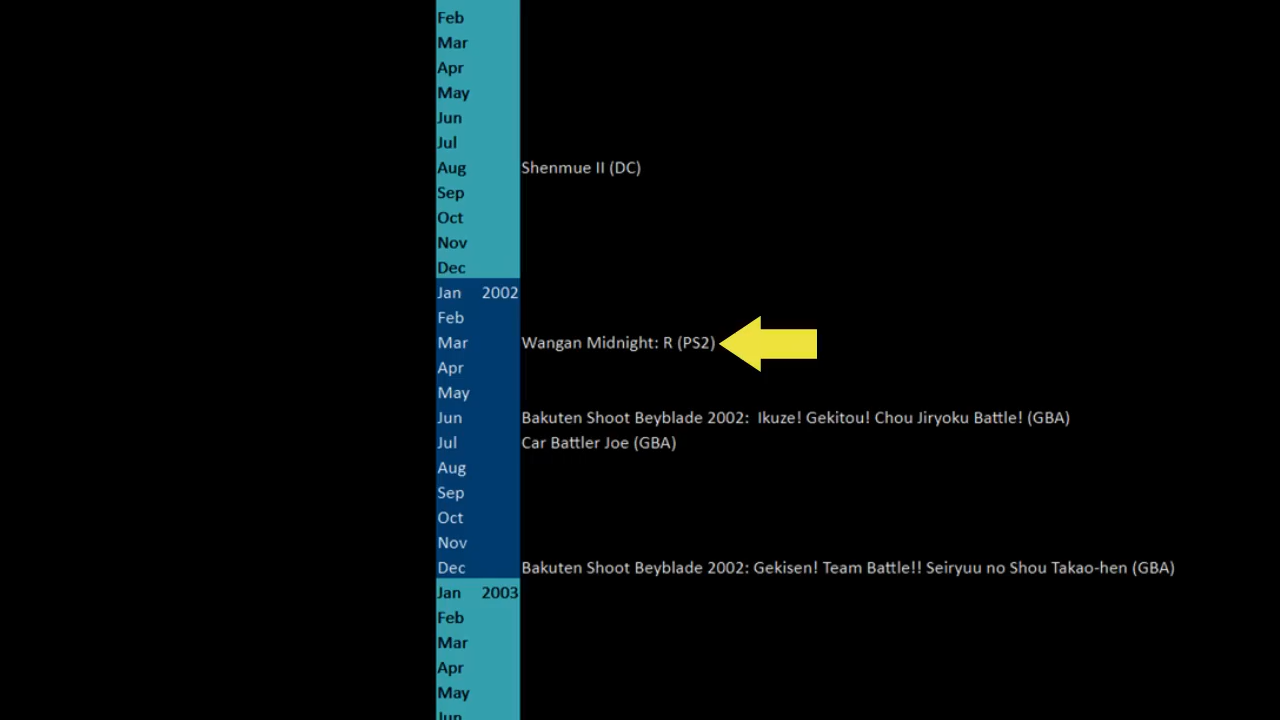 Feb
Mar
Apr
May
Jun
Jul
Aug Shenmue II (DC)
Sep
Oct
Nov
Dec
Jan 2002
Feb
Mar Wangan Midnight: R (PS2)
Apr
May
Jun Bakuten Shoot Beyblade 2002:  Ikuze! Gekitou! Chou Jiryoku Battle! (GBA)
Jul Car Battler Joe (GBA)
Aug
Sep
Oct
Nov
Dec Bakuten Shoot Beyblade 2002: Gekisen! Team Battle!! Seiryuu no Shou Takao-hen (GBA)
Jan 2003
Feb
Mar
Apr
May
Jun